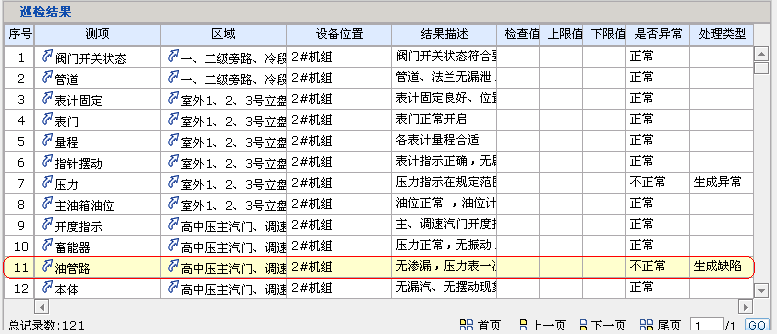 巡检结果
序号 测项 区域 设备位置 结果描述 检查值 上限值 下限值 是否异常 处理类型
1 阀门开关状态 一、二级旁路、冷段 2#机组 阀门开关状态符合要 正常
2 管道 一、二级旁路、冷段 2#机组 管道、法兰无漏泄. 正常
3 表计固定 室外1、2、3号立盘 2#机组 表计固定良好、位置 正常
4 表门 室外1、2、3号立盘 2#机组 表门正常开启 正常
5 量程 室外1、2、3号立盘 2#机组 各表计量程合适 正常
6 指针摆动 室外1、2、3号立盘 2#机组 表计指示正确,无 正常
7 压力 室外1、2、3号立盘 2#机组 压力指示在规定范围 不正常 生成异常
8 主油箱油位 室外1、2、3号立盘 2#机组 油位正常 ,油位计 正常
9 开度指示 高中压主汽门、调速 2#机组 主、调速汽门开度指 正常
10 畜能器 高中压主汽门、调速 2#机组 压力正常,无振动. 正常
11 油管路 高中压主汽门、调速 2#机组 无渗漏,压力表一次 不正常 生成缺陷
12 本体 高中压主汽门、调速 2#机组 无漏汽、无摆动现象 正常
总记录数:121 首页 上一页 下一页 尾页 1 /1 GO